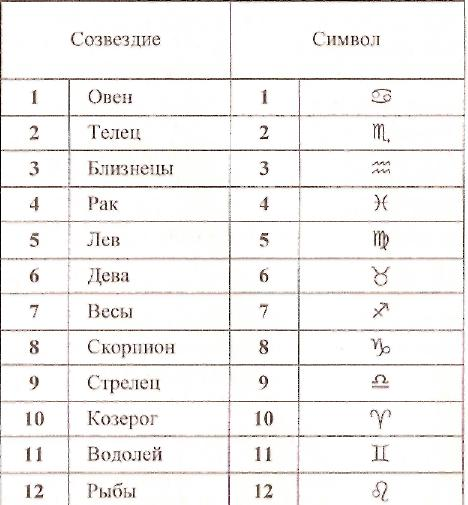 Созвездие Символ
1 Овен 1 ♋
2 Телец 2 ♏
3 Близнецы 3 ♒
4 Рак 4 ♓
5 Лев 5 ♍
6 Дева 6 ♉
7 Весы 7 ♐
8 Скорпион 8 ♑
9 Стрелец 9 ♎
10 Козерог 10 ♈
11 Водолей 11 ♊
12 Рыбы 12 ♌